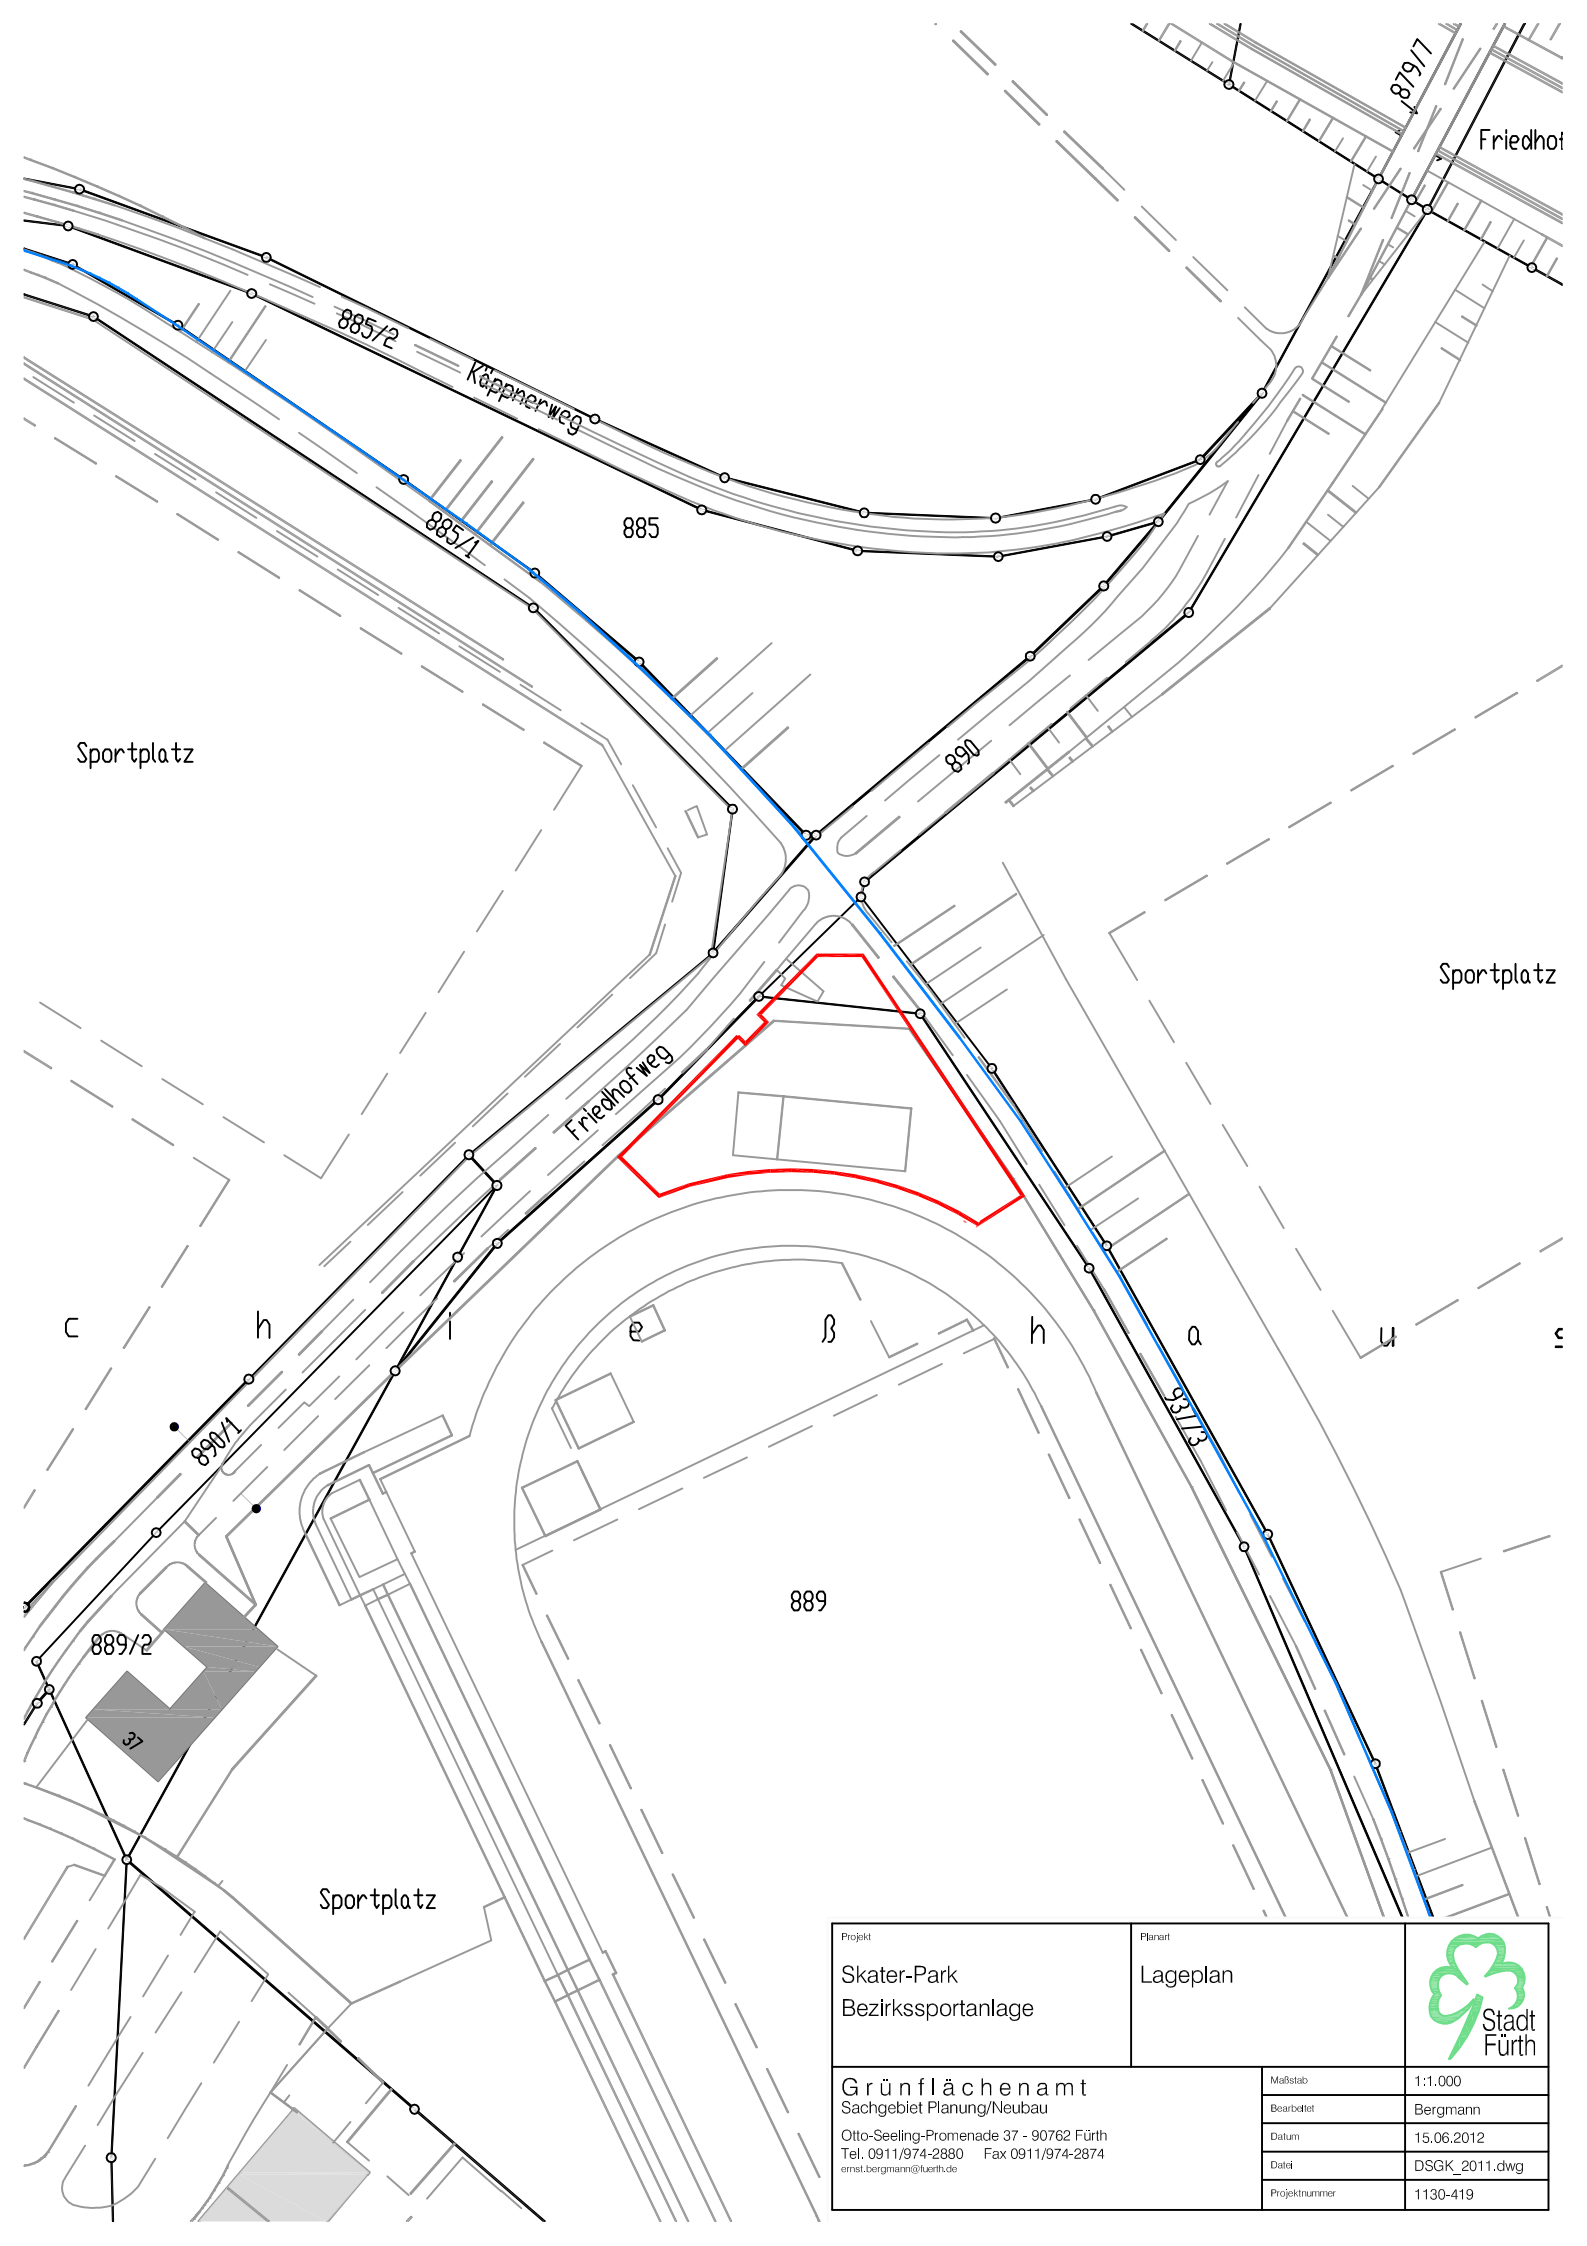 879/7
Friedhof
885/2
Käppnerweg
885/1
885
Sportplatz
890
Sportplatz
Friedhofweg
c h l e ß h a u s
937/3
890/1
889
889/2
37
Sportplatz
Projekt
Skater-Park
Bezirkssportanlage
Planart
Lageplan
Stadt
Fürth
Grünflächenamt
Sachgebiet Planung/Neubau
Otto-Seeling-Promenade 37 - 90762 Fürth
Tel. 0911/974-2880 Fax 0911/974-2874
ernst.bergmann@fuerth.de
Maßstab 1:1.000
Bearbeitet Bergmann
Datum 15.06.2012
Datei DSGK_2011.dwg
Projektnummer 1130-419